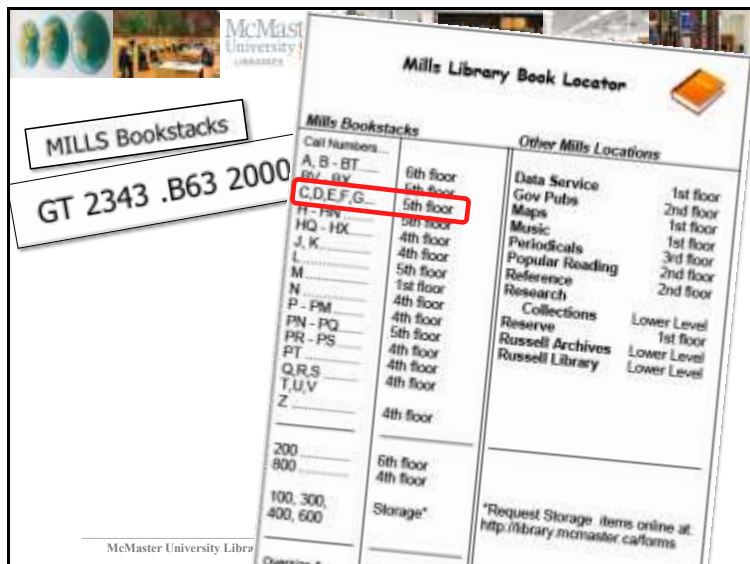 McMast
University
LIBRARIES
MILLS Bookstacks
GT 2343 .B63 2000
Mills Library Book Locator
Mills Bookstacks
Call Numbers...
A, B - BT
BV - BX
C,D,E,F,G
H - HN
HQ - HX
J, K
L
M
N
P - PM
PN - PQ
PR - PS
PT
Q,R,S
T,U,V
Z
200
800
100, 300,
400, 600
6th floor
floor
5th floor
floor
4th floor
4th floor
5th floor
1st floor
4th floor
4th floor
5th floor
4th floor
4th floor
4th floor
4th floor
6th floor
4th floor
Storage*
Other Mills Locations
Data Service 1st floor
Gov Pubs 2nd floor
Maps 1st floor
Music 1st floor
Periodicals 3rd floor
Popular Reading 2nd floor
Reference 2nd floor
Research
Collections Lower Level
Reserve 1st floor
Russell Archives Lower Level
Russell Library Lower Level
*Request Storage items online at:
http://library.mcmaster.ca/forms
McMaster University Libra